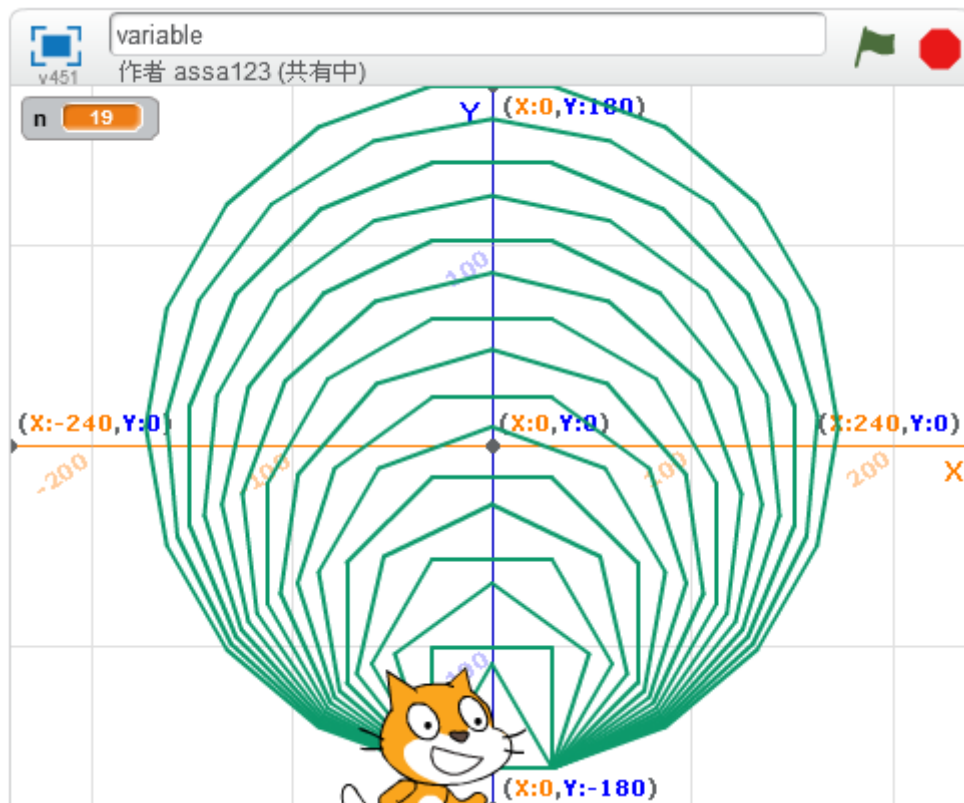 variable
v451
作者 assa123 (共有中)
n 19
Y (X:0,Y:180)
100
(X:-240,Y:0) (X:0,Y:0) (X:240,Y:0)
-200 -100 100 200 X
-100
(X:0,Y:-180)